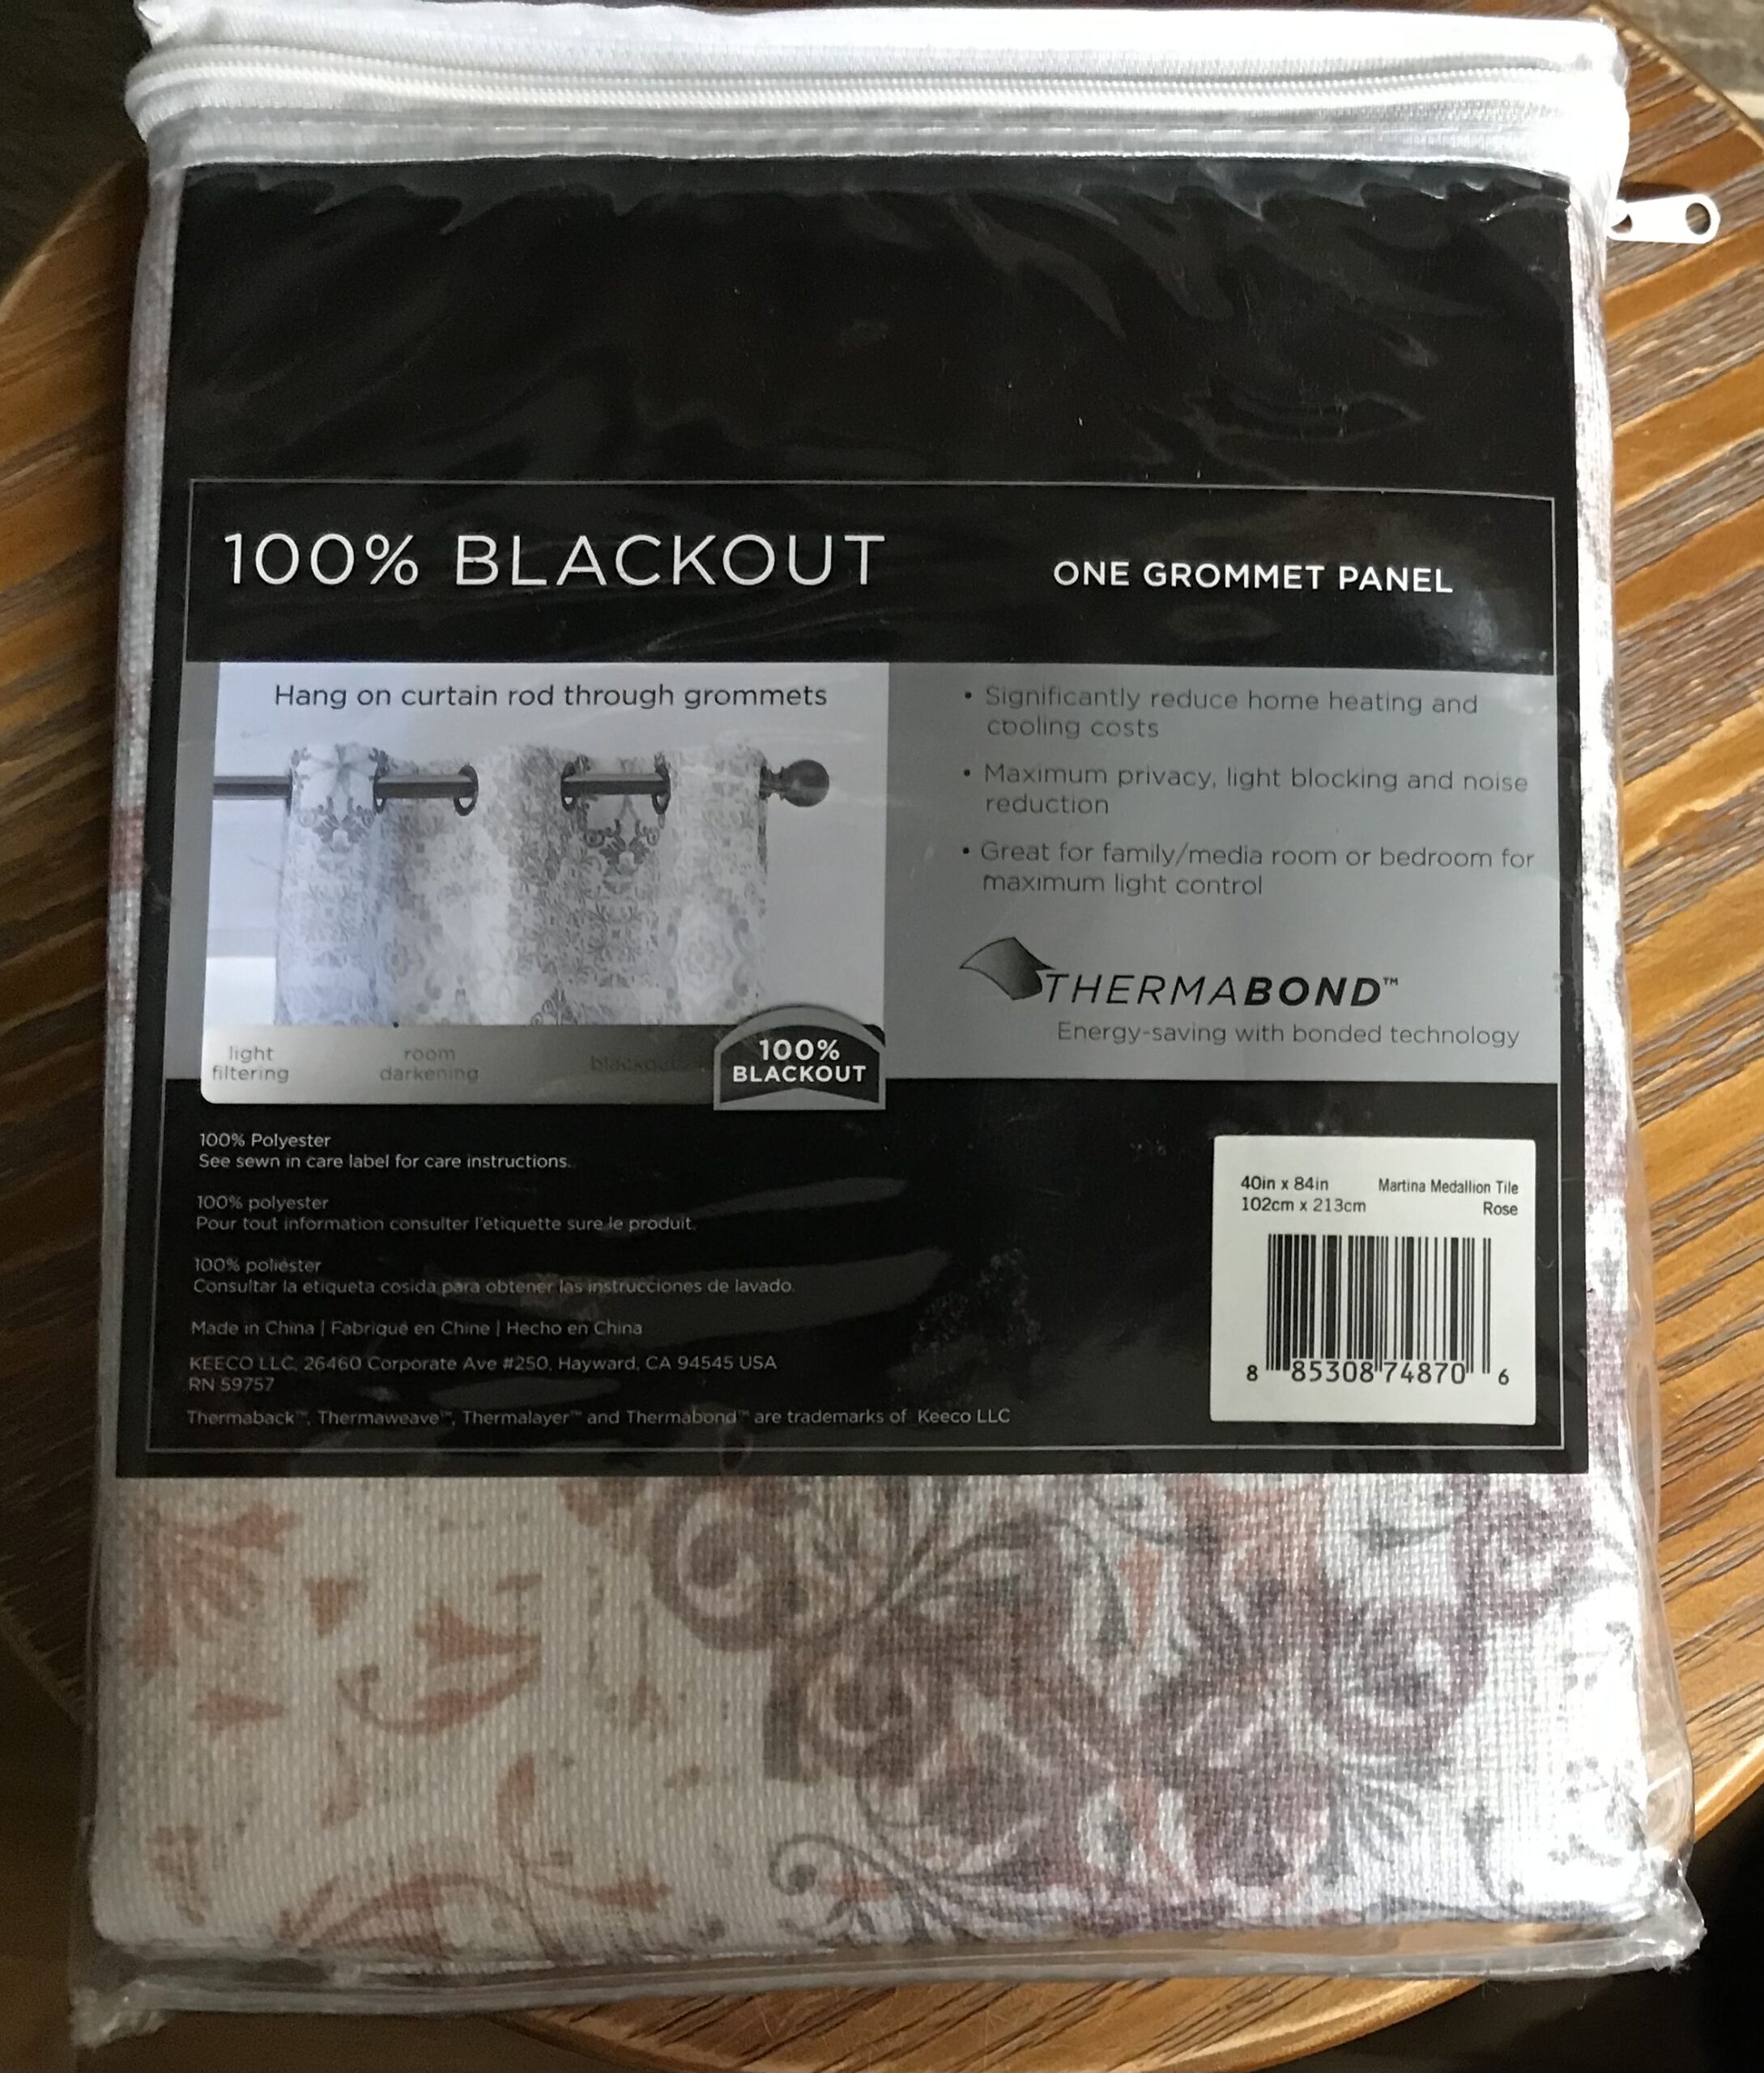 100% BLACKOUT
ONE GROMMET PANEL
Hang on curtain rod through grommets
• Significantly reduce home heating and
cooling costs
• Maximum privacy, light blocking and noise
reduction
• Great for family/media room or bedroom for
maximum light control
THERMABOND™
Energy-saving with bonded technology
light
filtering
room
darkening
blackout
100%
BLACKOUT
100% Polyester
See sewn in care label for care instructions.
100% polyester
Pour tout information consulter l'etiquette sure le produit.
100% poliéster
Consultar la etiqueta cosida para obtener las instrucciones de lavado.
Made in China | Fabriqué en Chine | Hecho en China
KEECO LLC, 26460 Corporate Ave #250, Hayward, CA 94545 USA
RN 59757
Thermaback™, Thermaweave™, Thermalayer™ and Thermabond™ are trademarks of Keeco LLC
40in x 84in Martina Medallion Tile
102cm x 213cm Rose
8 85308 74870 6